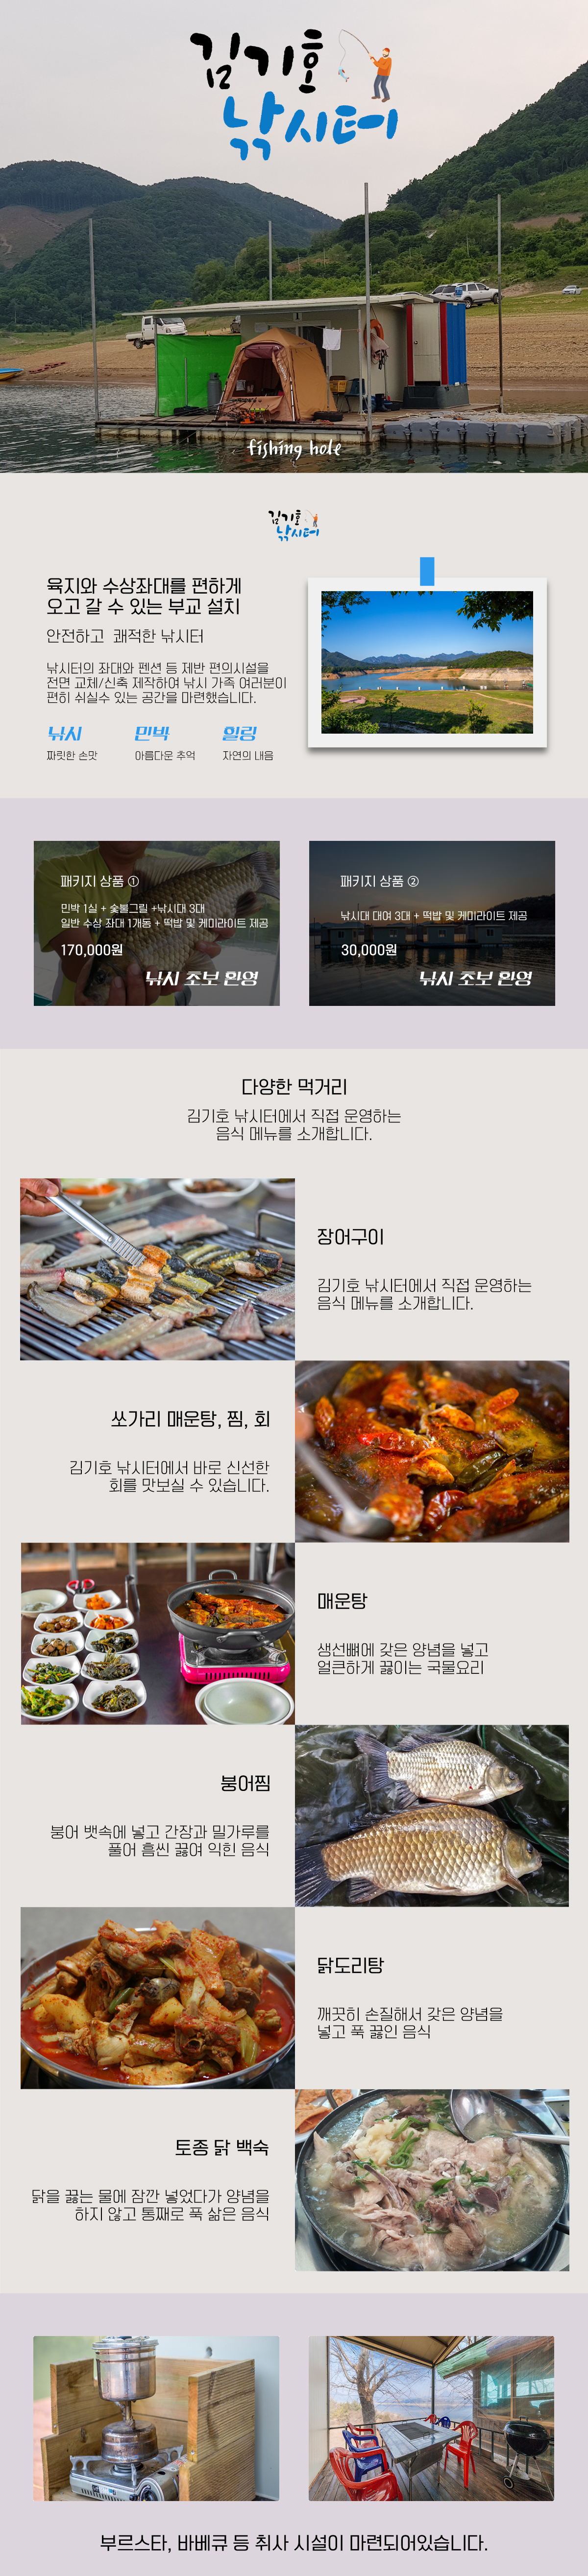 김기호
낚시터
fishing hole
김기호
낚시터
육지와 수상좌대를 편하게
오고 갈 수 있는 부교 설치
안전하고 쾌적한 낚시터
낚시터의 좌대와 펜션 등 제반 편의시설을
전면 교체/신축 제작하여 낚시 가족 여러분이
편히 쉬실수 있는 공간을 마련했습니다.
낚시 민박 힐링
짜릿한 손맛 아름다운 추억 자연의 내음
패키지 상품 ①
민박 1실 + 숯불그릴 +낚시대 3대
일반 수상 좌대 1개동 + 떡밥 및 케미라이트 제공
170,000원
낚시 초보 환영
패키지 상품 ②
낚시대 대여 3대 + 떡밥 및 케미라이트 제공
30,000원
낚시 초보 환영
다양한 먹거리
김기호 낚시터에서 직접 운영하는
음식 메뉴를 소개합니다.
장어구이
김기호 낚시터에서 직접 운영하는
음식 메뉴를 소개합니다.
쏘가리 매운탕, 찜, 회
김기호 낚시터에서 바로 신선한
회를 맛보실 수 있습니다.
매운탕
생선뼈에 갖은 양념을 넣고
얼큰하게 끓이는 국물요리
붕어찜
붕어 뱃속에 넣고 간장과 밀가루를
풀어 흠씬 끓여 익힌 음식
닭도리탕
깨끗히 손질해서 갖은 양념을
넣고 푹 끓인 음식
토종 닭 백숙
닭을 끓는 물에 잠깐 넣었다가 양념을
하지 않고 통째로 푹 삶은 음식
부르스타, 바베큐 등 취사 시설이 마련되어있습니다.